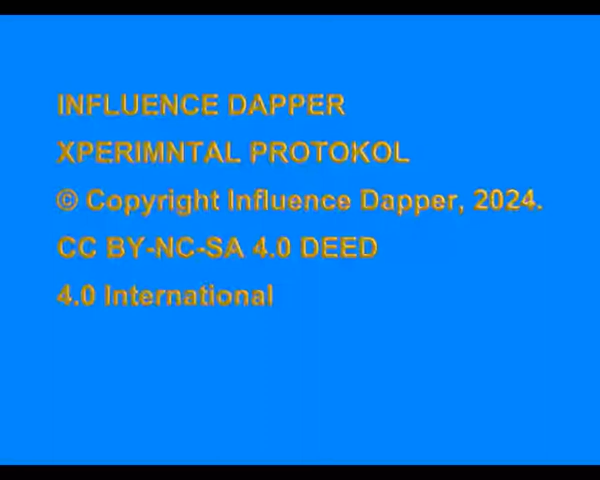 INFLUENCE DAPPER
XPERIMNTAL PROTOKOL
© Copyright Influence Dapper, 2024.
CC BY-NC-SA 4.0 DEED
4.0 International